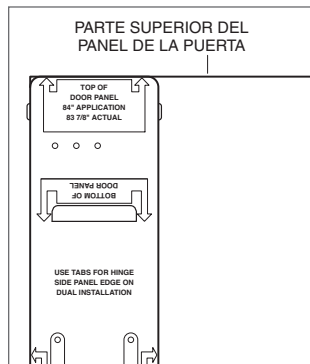 PARTE SUPERIOR DEL
PANEL DE LA PUERTA
TOP OF
DOOR PANEL
84" APPLICATION
83 7/8" ACTUAL
BOTTOM OF
DOOR PANEL
USE TABS FOR HINGE
SIDE PANEL EDGE ON
DUAL INSTALLATION